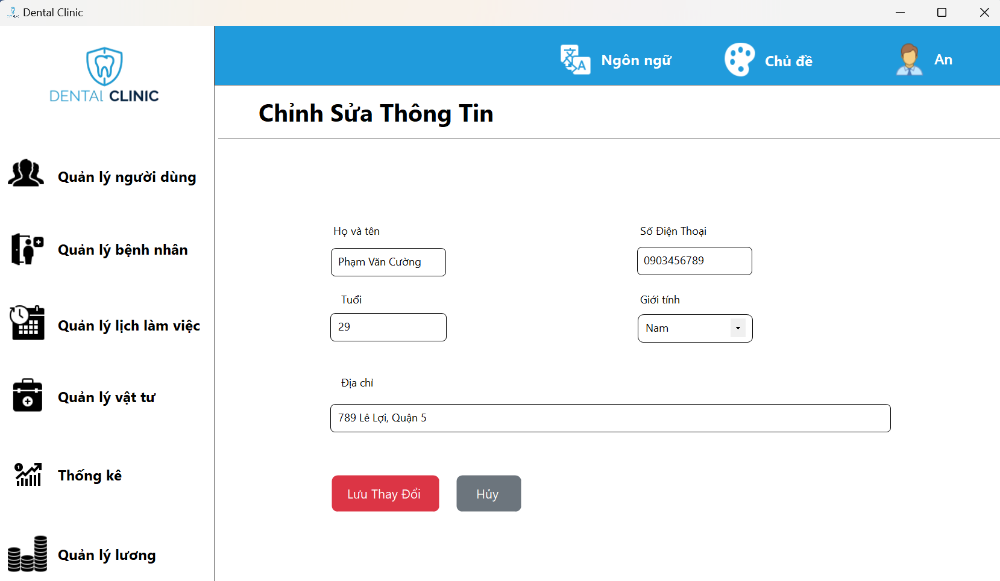 Dental Clinic
DENTAL CLINIC
Ngôn ngữ
Chủ đề
An
Chỉnh Sửa Thông Tin
Quản lý người dùng
Quản lý bệnh nhân
Quản lý lịch làm việc
Quản lý vật tư
Thống kê
Quản lý lương
Họ và tên
Số Điện Thoại
Phạm Văn Cường
0903456789
Tuổi
Giới tính
29
Nam
Địa chỉ
789 Lê Lợi, Quận 5
Lưu Thay Đổi
Hủy